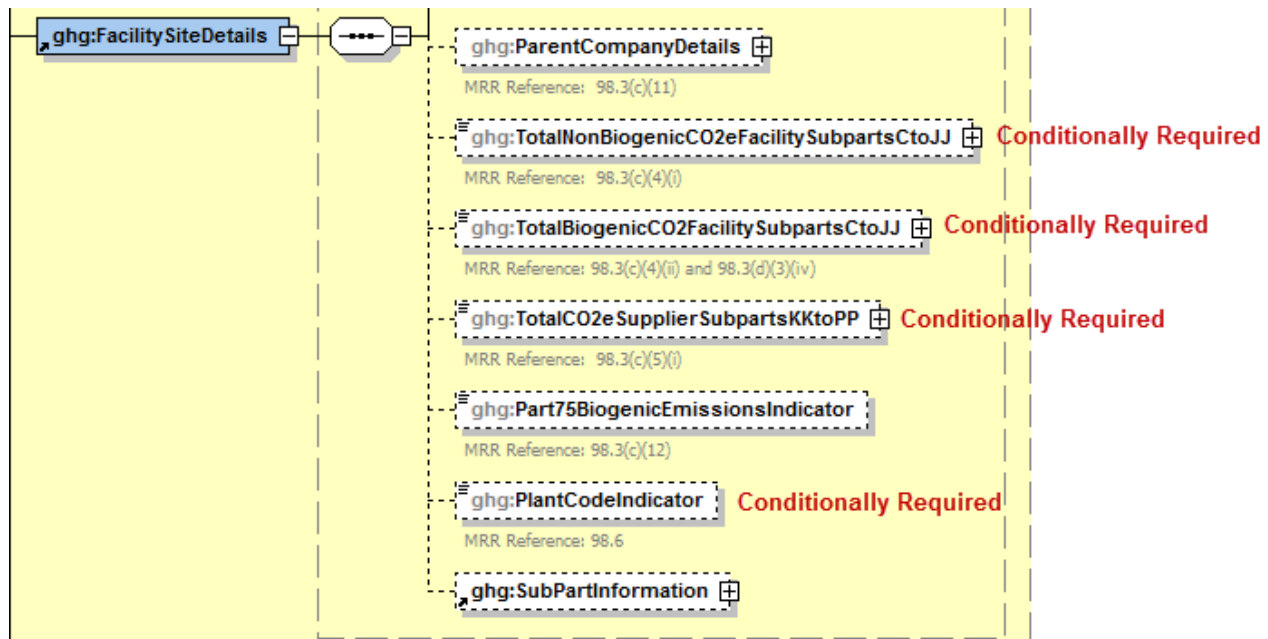 ghg:FacilitySiteDetails
ghg:ParentCompanyDetails
MRR Reference: 98.3(c)(11)
ghg:TotalNonBiogenicCO2eFacilitySubpartsCtoJJ Conditionally Required
MRR Reference: 98.3(c)(4)(i)
ghg:TotalBiogenicCO2FacilitySubpartsCtoJJ Conditionally Required
MRR Reference: 98.3(c)(4)(ii) and 98.3(d)(3)(iv)
ghg:TotalCO2eSupplierSubpartsKKtoPP Conditionally Required
MRR Reference: 98.3(c)(5)(i)
ghg:Part75BiogenicEmissionsIndicator
MRR Reference: 98.3(c)(12)
ghg:PlantCodeIndicator Conditionally Required
MRR Reference: 98.6
ghg:SubPartInformation